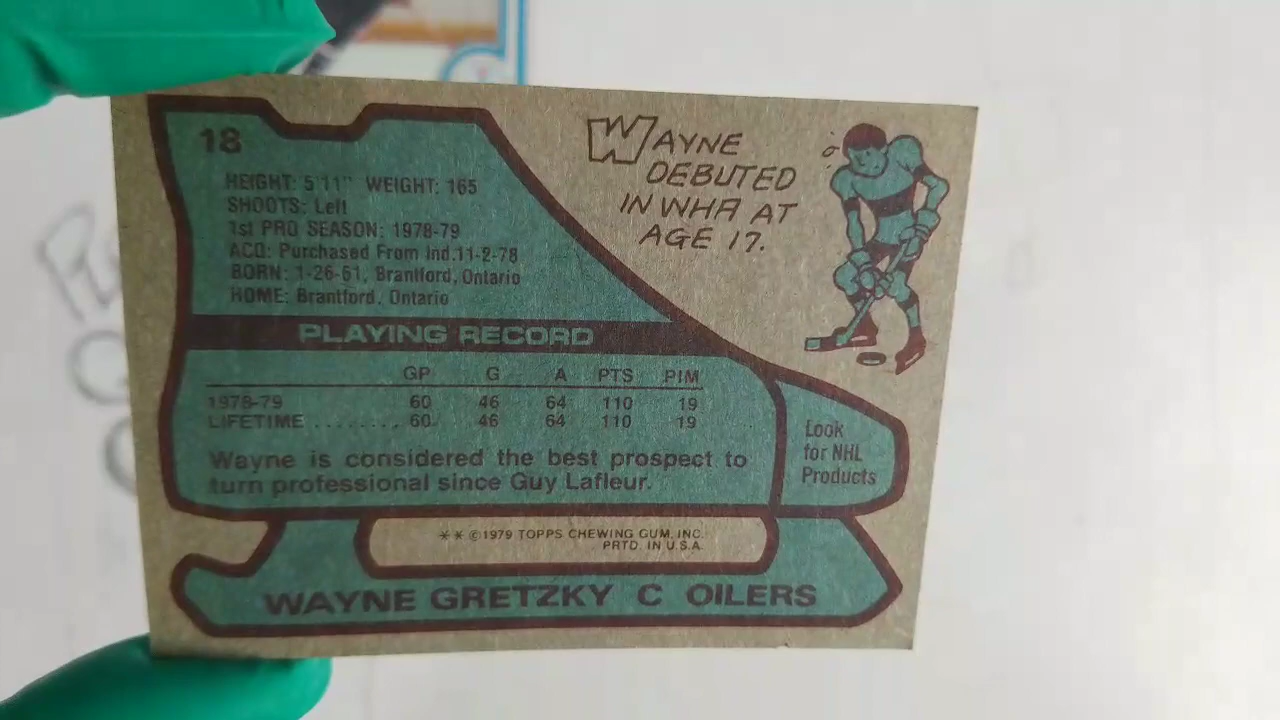 18
HEIGHT: 5'11" WEIGHT: 165
SHOOTS: Left
1st PRO SEASON: 1978-79
ACQ: Purchased From Ind.11-2-78
BORN: 1-26-61, Brantford, Ontario
HOME: Brantford, Ontario
WAYNE
DEBUTED
IN WHA AT
AGE 17.
PLAYING RECORD
GP G A PTS PIM
1978-79 60 46 64 110 19
LIFETIME ........ 60 46 64 110 19
Wayne is considered the best prospect to
turn professional since Guy Lafleur.
Look
for NHL
Products
** ©1979 TOPPS CHEWING GUM, INC.
PRTD. IN U.S.A.
WAYNE GRETZKY C OILERS